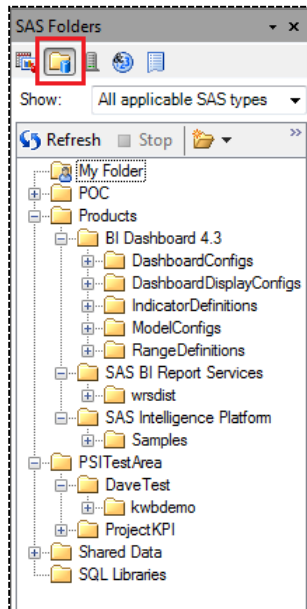 SAS Folders
Show: All applicable SAS types
Refresh Stop
My Folder
POC
Products
BI Dashboard 4.3
DashboardConfigs
DashboardDisplayConfigs
IndicatorDefinitions
ModelConfigs
RangeDefinitions
SAS BI Report Services
wrsdist
SAS Intelligence Platform
Samples
PSITestArea
DaveTest
kwbdemo
ProjectKPI
Shared Data
SQL Libraries